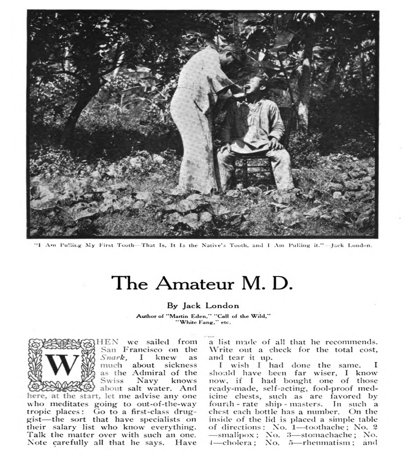 "I Am Pulling My First Tooth—That Is, It Is the Native's Tooth, and I Am Pulling it."—Jack London.
The Amateur M. D.
By Jack London
Author of "Martin Eden," "Call of the Wild,"
"White Fang," etc.
WHEN we sailed from
San Francisco on the
Snark, I knew as
much about sickness
as the Admiral of the
Swiss Navy knows
about salt water. And
here, at the start, let me advise any one
who meditates going to out-of-the-way
tropic places: Go to a first-class drug-
gist—the sort that have specialists on
their salary list who know everything.
Talk the matter over with such an one.
Note carefully all that he says. Have
a list made of all that he recommends.
Write out a check for the total cost,
and tear it up.
I wish I had done the same. I
should have been far wiser, I know
now, if I had bought one of those
ready-made, self-acting, fool-proof med-
icine chests, such as are favored by
fourth-rate ship-masters. In such a
chest each bottle has a number. On the
inside of the lid is placed a simple table
of directions: No. 1—toothache; No. 2
—smallpox; No. 3—stomachache; No.
4—cholera; No. 5—rheumatism; and